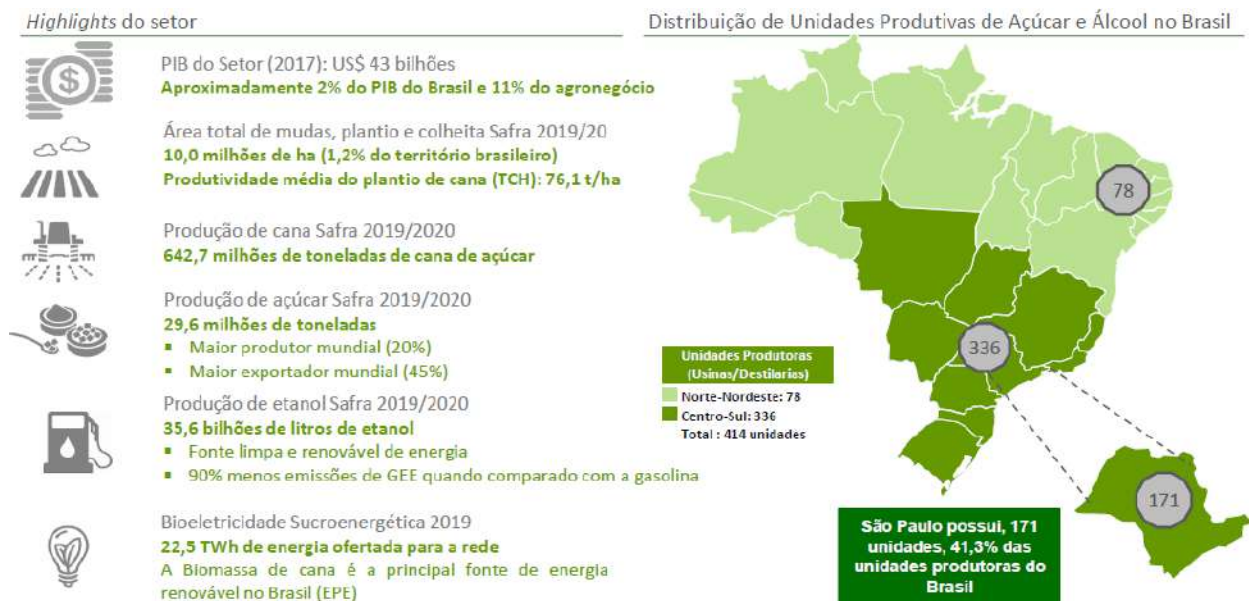 Highlights do setor
PIB do Setor (2017): US$ 43 bilhões
Aproximadamente 2% do PIB do Brasil e 11% do agronegócio
Área total de mudas, plantio e colheita Safra 2019/20
10,0 milhões de ha (1,2% do território brasileiro)
Produtividade média do plantio de cana (TCH): 76,1 t/ha
Produção de cana Safra 2019/2020
642,7 milhões de toneladas de cana de açúcar
Produção de açúcar Safra 2019/2020
29,6 milhões de toneladas
▪ Maior produtor mundial (20%)
▪ Maior exportador mundial (45%)
Produção de etanol Safra 2019/2020
35,6 bilhões de litros de etanol
▪ Fonte limpa e renovável de energia
▪ 90% menos emissões de GEE quando comparado com a gasolina
Bioeletricidade Sucroenergética 2019
22,5 TWh de energia ofertada para a rede
A Biomassa de cana é a principal fonte de energia
renovável no Brasil (EPE)
Distribuição de Unidades Produtivas de Açúcar e Álcool no Brasil
78
336
Unidades Produtoras
(Usinas/Destilarias)
Norte-Nordeste: 78
Centro-Sul: 336
Total : 414 unidades
171
São Paulo possui, 171
unidades, 41,3% das
unidades produtoras do
Brasil